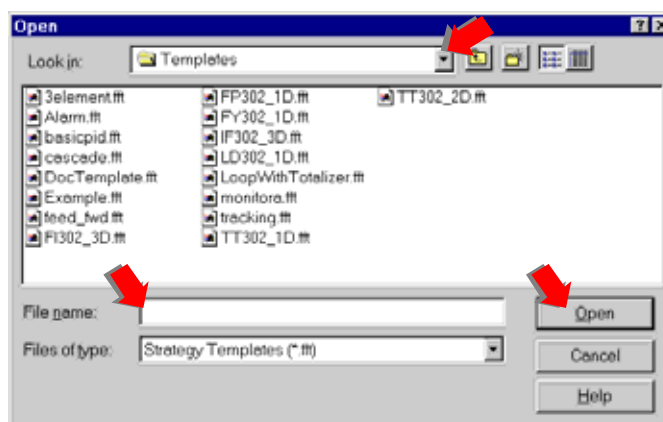 Open
Look in: Templates
3element.fft FP302_1D.fft TT302_2D.fft
Alarm.fft FY302_1D.fft
basicpid.fft IF302_3D.fft
cascade.fft LD302_1D.fft
DocTemplate.fft LoopWithTotalizer.fft
Example.fft monitora.fft
feed_fwd.fft tracking.fft
FI302_3D.fft TT302_1D.fft
File name: Open
Files of type: Strategy Templates (*.fft) Cancel
Help